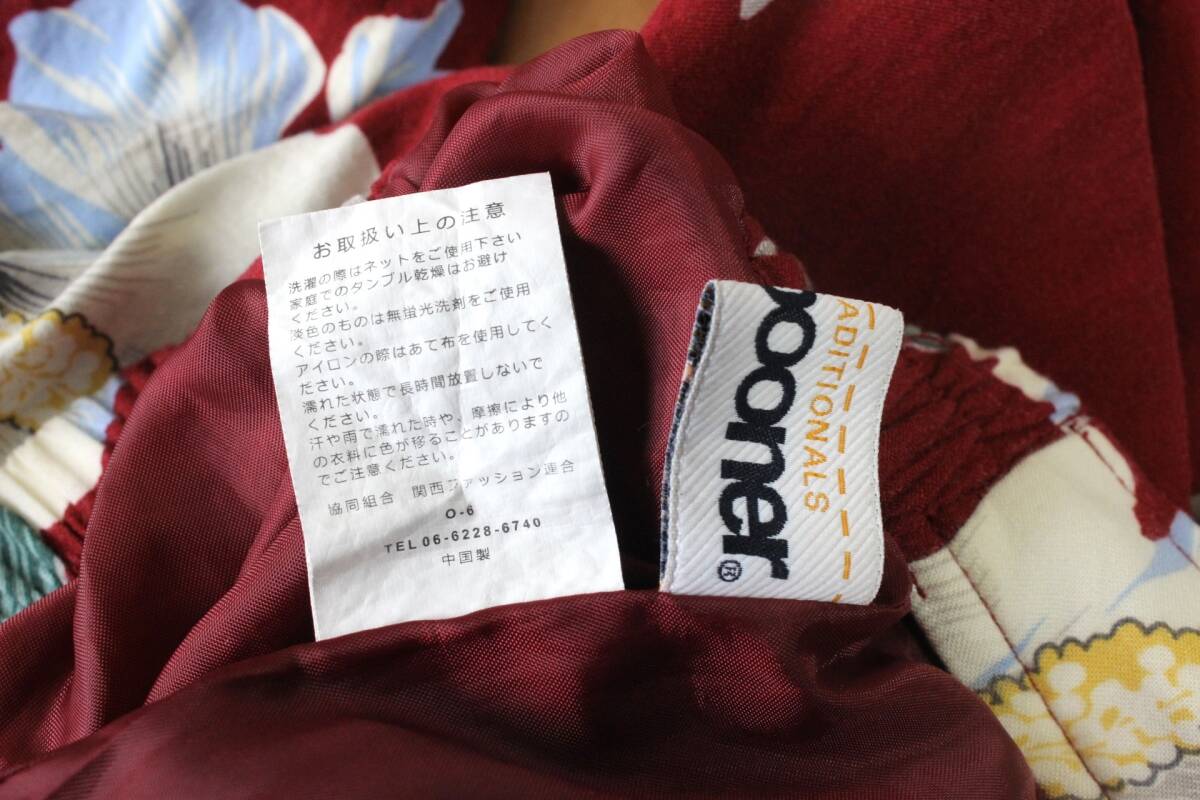 お取扱い上の注意
洗濯の際はネットをご使用下さい
家庭でのタンブル乾燥はお避け
ください。
淡色のものは無蛍光洗剤をご使用
ください。
アイロンの際はあて布を使用してく
ださい。
濡れた状態で長時間放置しないで
ください。
汗や雨で濡れた時や、摩擦により他
の衣料に色が移ることがありますの
でご注意ください。
協同組合 関西ファッション連合
O-6
TEL 06-6228-6740
中国製
ADITIONALS
pooner®